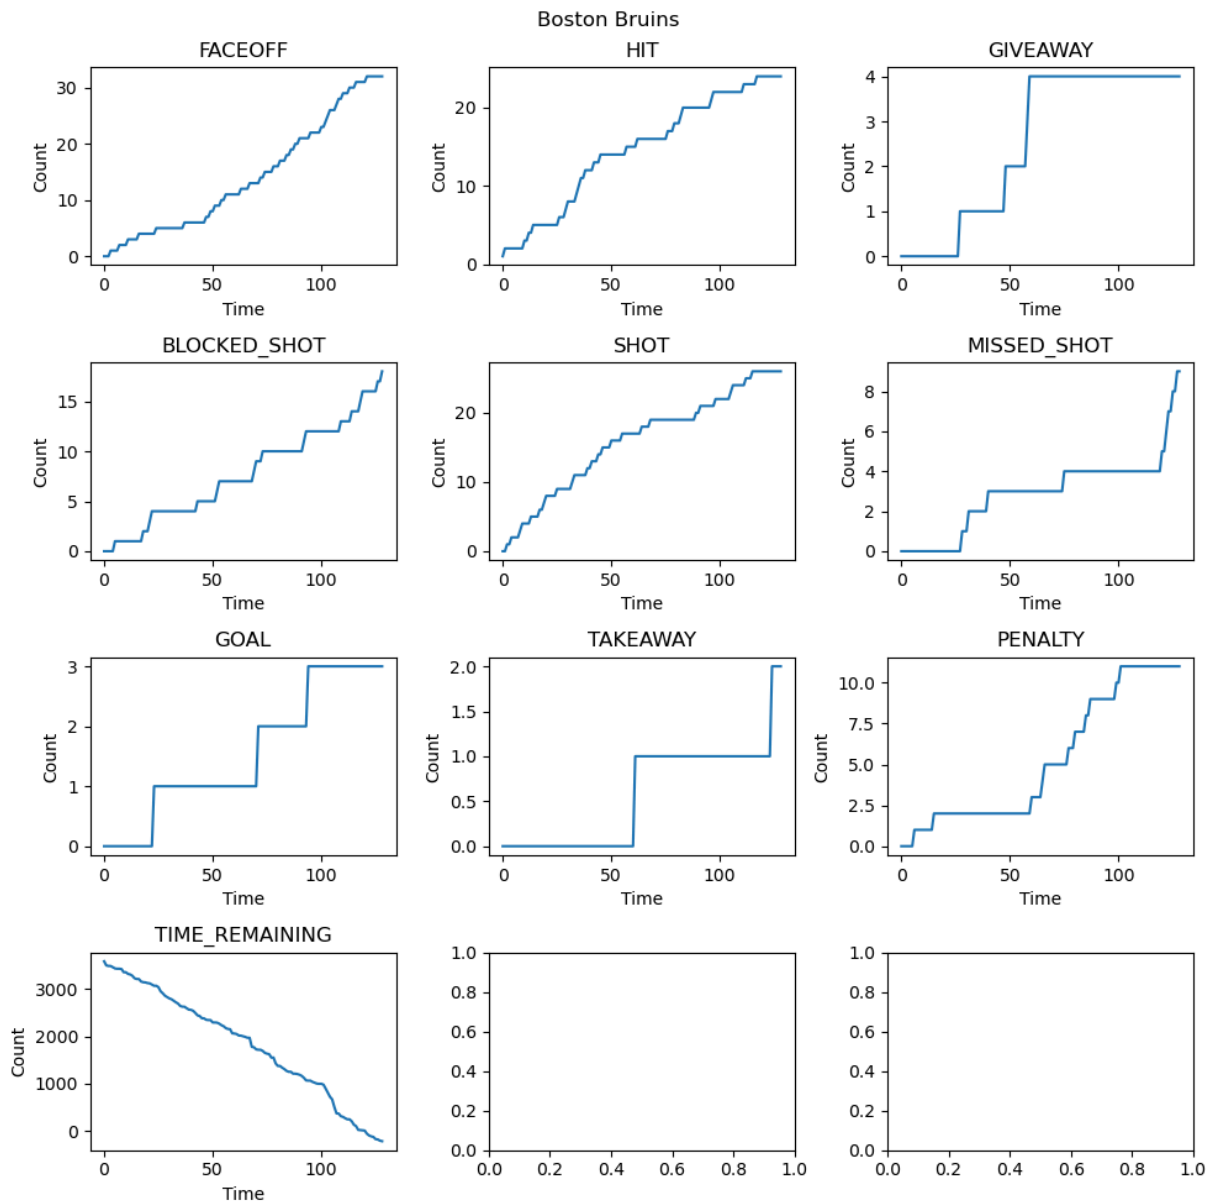 Boston Bruins
FACEOFF
30
20
10
0
Count
0 50 100
Time
HIT
20
10
0
Count
0 50 100
Time
GIVEAWAY
4
3
2
1
0
Count
0 50 100
Time
BLOCKED_SHOT
15
10
5
0
Count
0 50 100
Time
SHOT
20
10
0
Count
0 50 100
Time
MISSED_SHOT
8
6
4
2
0
Count
0 50 100
Time
GOAL
3
2
1
0
Count
0 50 100
Time
TAKEAWAY
2.0
1.5
1.0
0.5
0.0
Count
0 50 100
Time
PENALTY
10.0
7.5
5.0
2.5
0.0
Count
0 50 100
Time
TIME_REMAINING
3000
2000
1000
0
Count
0 50 100
Time
1.0
0.8
0.6
0.4
0.2
0.0
0.0 0.2 0.4 0.6 0.8 1.0
1.0
0.8
0.6
0.4
0.2
0.0
0.0 0.2 0.4 0.6 0.8 1.0